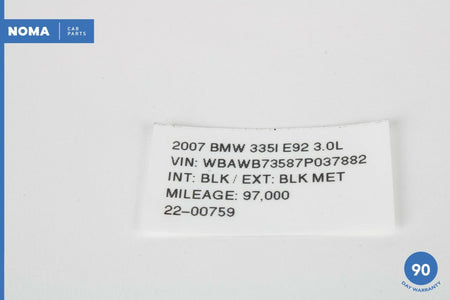 NOMA CAR PARTS
2007 BMW 335I E92 3.0L
VIN: WBAWB73587P037882
INT: BLK / EXT: BLK MET
MILEAGE: 97,000
22-00759
90
DAY WARRANTY